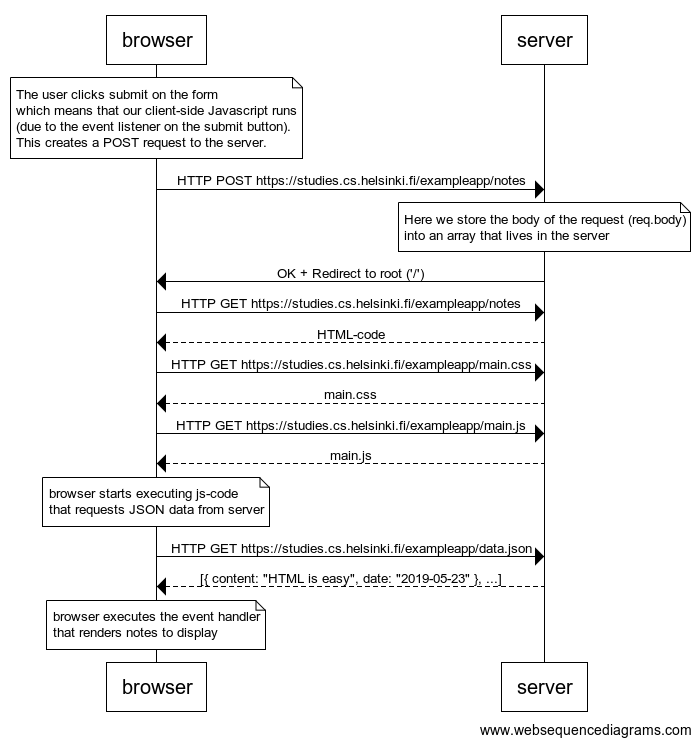 browser
server
The user clicks submit on the form
which means that our client-side Javascript runs
(due to the event listener on the submit button).
This creates a POST request to the server.
HTTP POST https://studies.cs.helsinki.fi/exampleapp/notes
Here we store the body of the request (req.body)
into an array that lives in the server
OK + Redirect to root ('/')
HTTP GET https://studies.cs.helsinki.fi/exampleapp/notes
HTML-code
HTTP GET https://studies.cs.helsinki.fi/exampleapp/main.css
main.css
HTTP GET https://studies.cs.helsinki.fi/exampleapp/main.js
main.js
browser starts executing js-code
that requests JSON data from server
HTTP GET https://studies.cs.helsinki.fi/exampleapp/data.json
[{ content: "HTML is easy", date: "2019-05-23" }, ...]
browser executes the event handler
that renders notes to display
browser
server
www.websequencediagrams.com